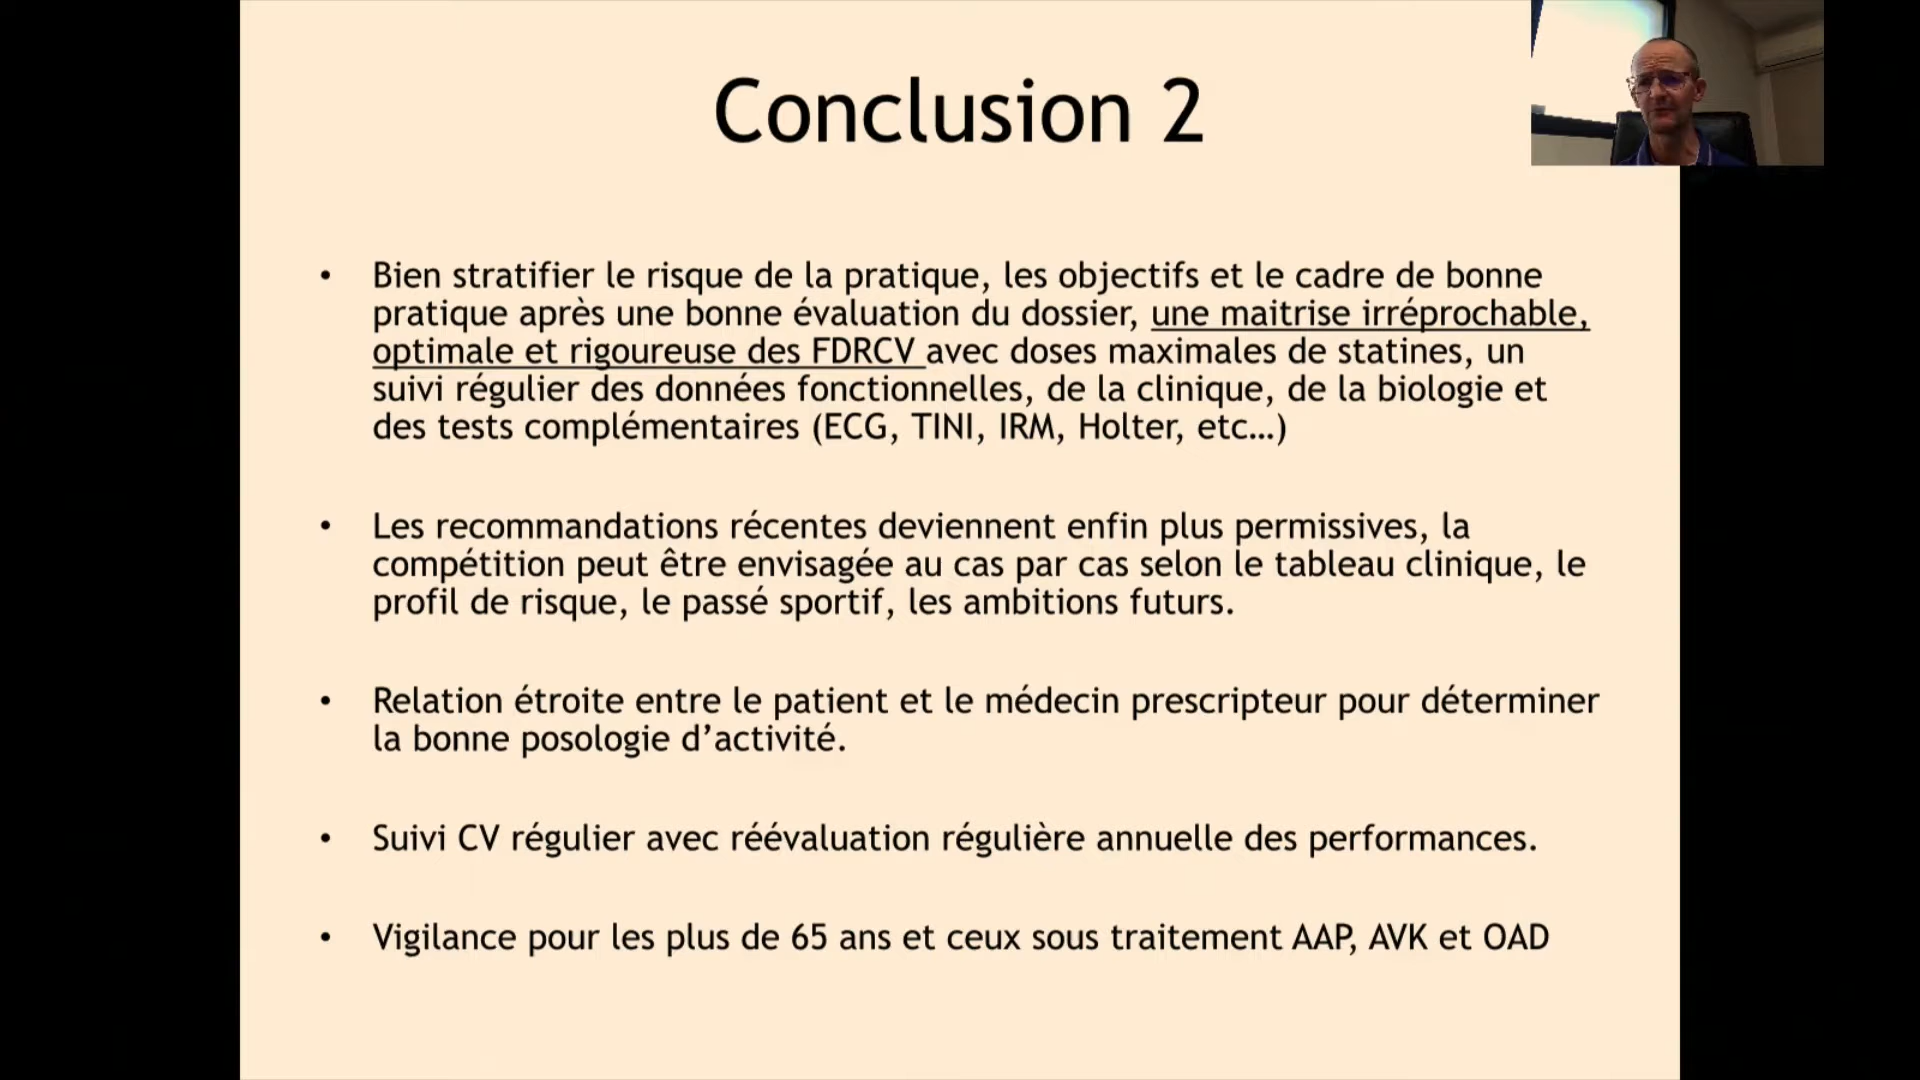 Conclusion 2
• Bien stratifier le risque de la pratique, les objectifs et le cadre de bonne
pratique après une bonne évaluation du dossier, une maitrise irréprochable,
optimale et rigoureuse des FDRCV avec doses maximales de statines, un
suivi régulier des données fonctionnelles, de la clinique, de la biologie et
des tests complémentaires (ECG, TINI, IRM, Holter, etc…)
• Les recommandations récentes deviennent enfin plus permissives, la
compétition peut être envisagée au cas par cas selon le tableau clinique, le
profil de risque, le passé sportif, les ambitions futurs.
• Relation étroite entre le patient et le médecin prescripteur pour déterminer
la bonne posologie d’activité.
• Suivi CV régulier avec réévaluation régulière annuelle des performances.
• Vigilance pour les plus de 65 ans et ceux sous traitement AAP, AVK et OAD